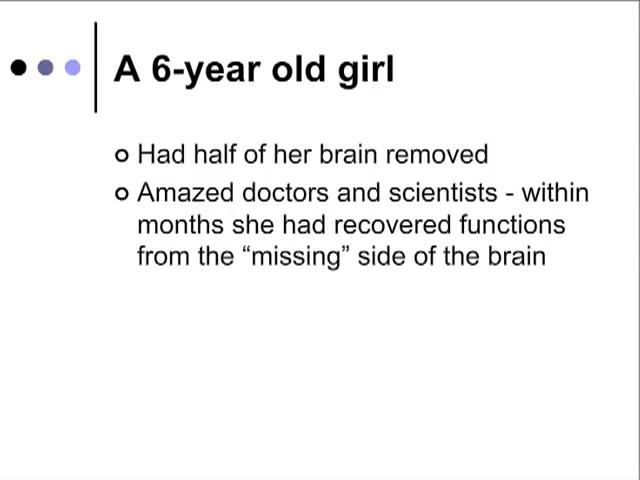 A 6-year old girl
Had half of her brain removed
Amazed doctors and scientists - within
months she had recovered functions
from the “missing” side of the brain